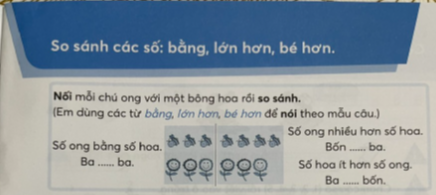 So sánh các số: bằng, lớn hơn, bé hơn.
Nối mỗi chú ong với một bông hoa rồi so sánh.
(Em dùng các từ bằng, lớn hơn, bé hơn để nói theo mẫu câu.)
Số ong bằng số hoa.
Ba ...... ba.
Số ong nhiều hơn số hoa.
Bốn ...... ba.
Số hoa ít hơn số ong.
Ba ...... bốn.